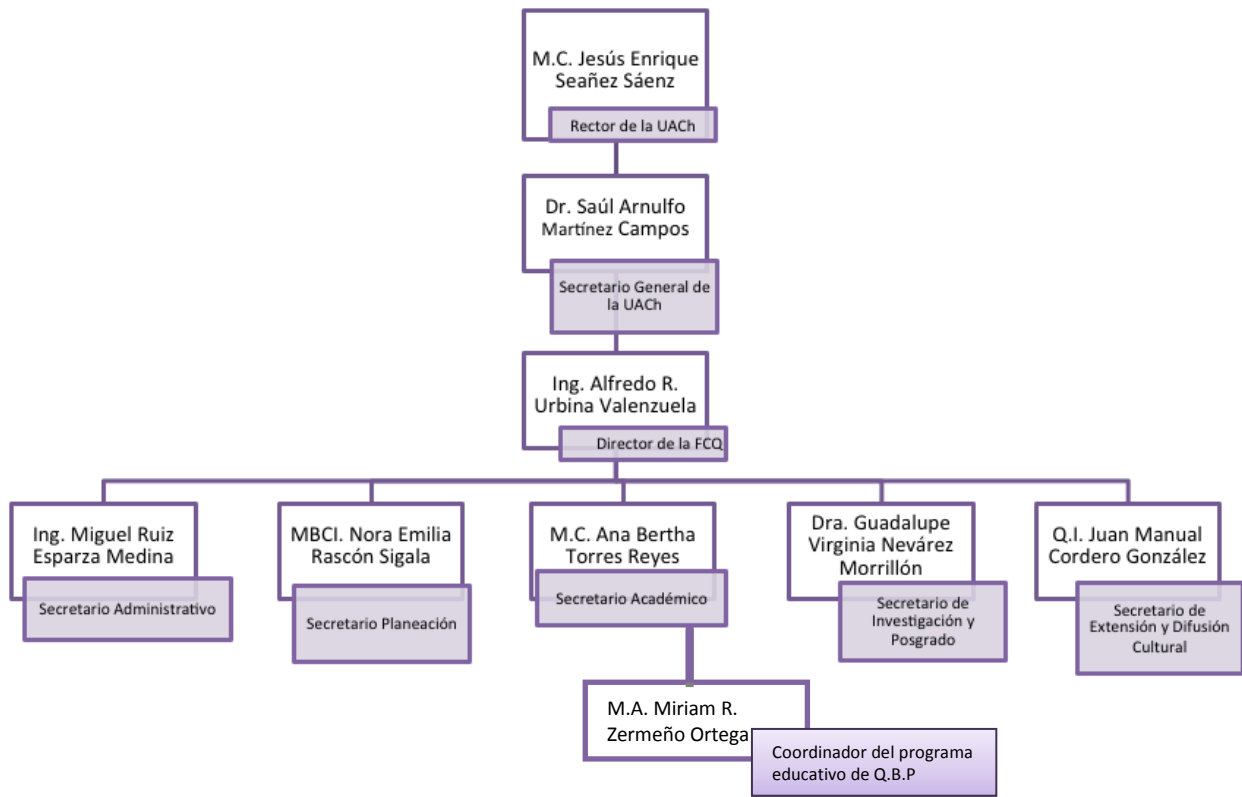 M.C. Jesús Enrique
Seañez Sáenz
Rector de la UACh
Dr. Saúl Arnulfo
Martínez Campos
Secretario General de
la UACh
Ing. Alfredo R.
Urbina Valenzuela
Director de la FCQ
Ing. Miguel Ruiz
Esparza Medina
Secretario Administrativo
MBCI. Nora Emilia
Rascón Sigala
Secretario Planeación
M.C. Ana Bertha
Torres Reyes
Secretario Académico
Dra. Guadalupe
Virginia Nevárez
Morrillón
Secretario de
Investigación y
Posgrado
Q.I. Juan Manual
Cordero González
Secretario de
Extensión y Difusión
Cultural
M.A. Miriam R.
Zermeño Ortega
Coordinador del programa
educativo de Q.B.P